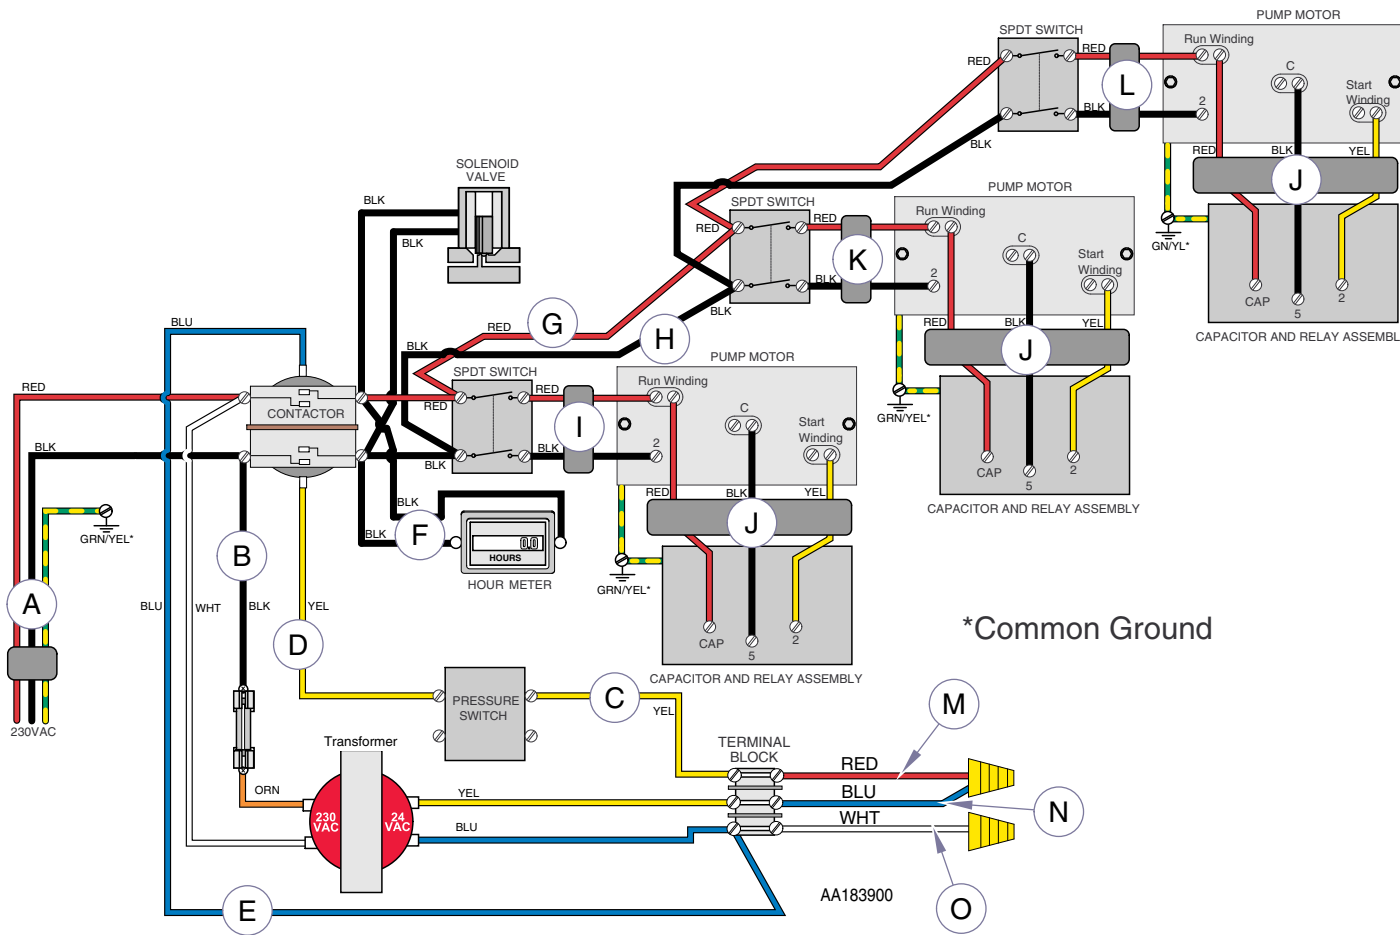 PUMP MOTOR
SPDT SWITCH
Run Winding
RED
RED
L
C
Start
Winding
2
BLK
BLK
RED
BLK
YEL
J
GN/YL*
CAP
5
2
CAPACITOR AND RELAY ASSEMBL
SOLENOID
VALVE
BLK
BLK
PUMP MOTOR
SPDT SWITCH
Run Winding
RED
RED
K
C
Start
Winding
2
BLK
BLK
RED
BLK
YEL
J
GRN/YEL*
CAP
5
2
CAPACITOR AND RELAY ASSEMBLY
G
RED
H
BLK
BLU
PUMP MOTOR
SPDT SWITCH
Run Winding
RED
RED
RED
CONTACTOR
I
C
Start
Winding
2
BLK
BLK
BLK
RED
BLK
YEL
J
GRN/YEL*
CAP
5
2
CAPACITOR AND RELAY ASSEMBLY
GRN/YEL*
BLK
BLK
F
0.0
HOURS
HOUR METER
A
B
BLU
WHT
BLK
YEL
D
230VAC
*Common Ground
PRESSURE
SWITCH
C
YEL
M
Transformer
TERMINAL
BLOCK
RED
ORN
YEL
BLU
230
VAC
24
VAC
N
BLU
WHT
AA183900
E
O